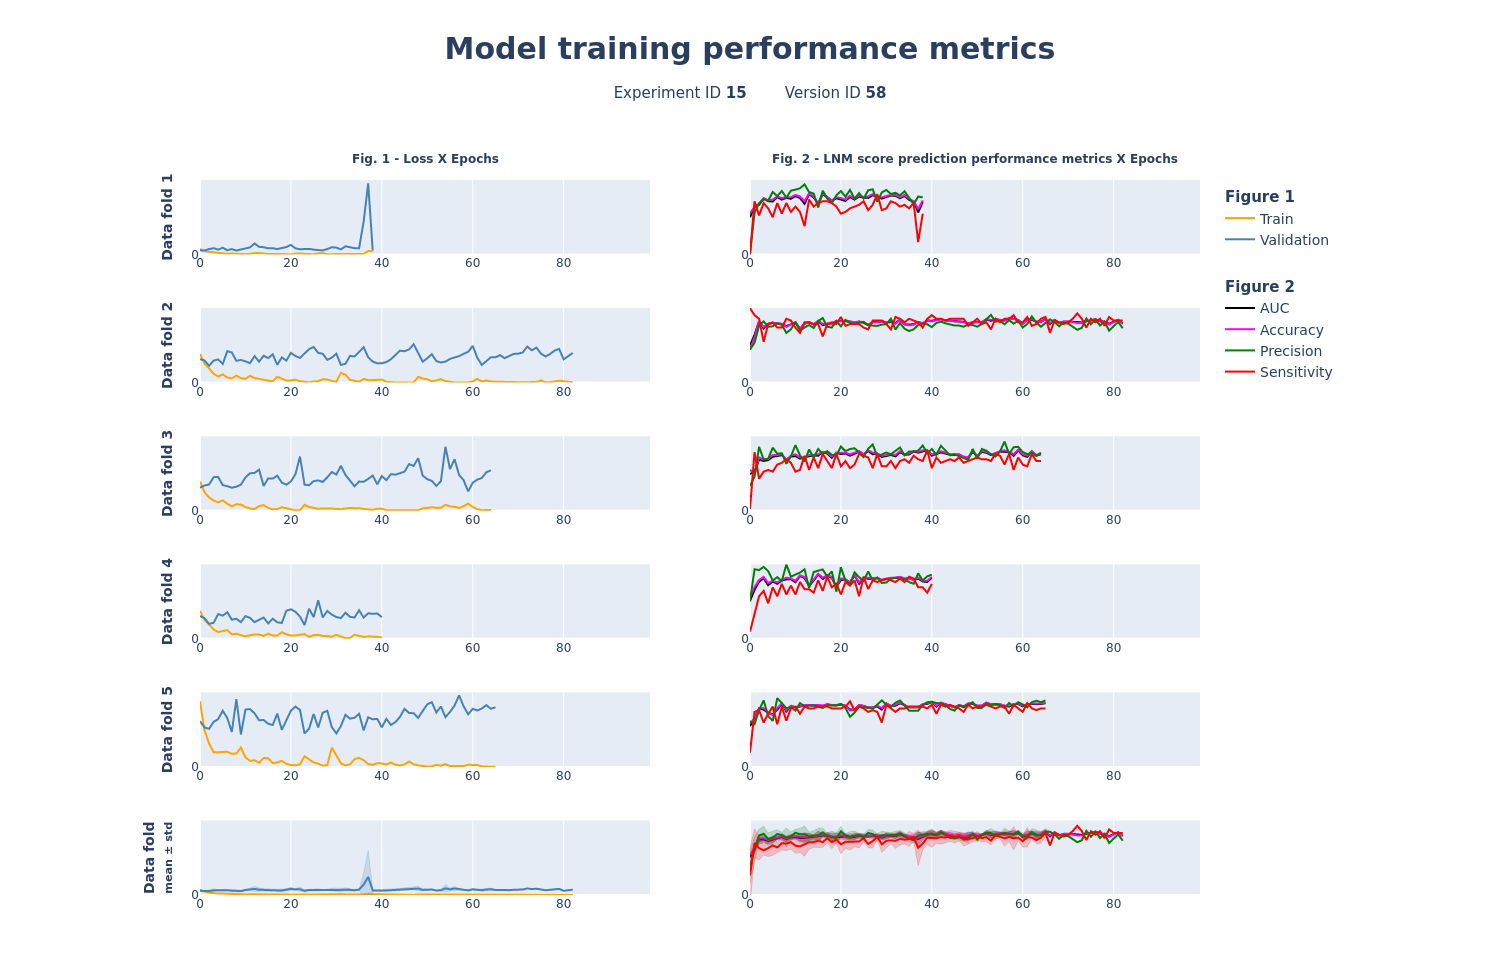 Model training performance metrics
Experiment ID 15 Version ID 58
Fig. 1 - Loss X Epochs
Fig. 2 - LNM score prediction performance metrics X Epochs
Data fold 1
0
0 20 40 60 80
0
0 20 40 60 80
Figure 1
Train
Validation
Figure 2
AUC
Accuracy
Precision
Sensitivity
Data fold 2
0
0 20 40 60 80
0
0 20 40 60 80
Data fold 3
0
0 20 40 60 80
0
0 20 40 60 80
Data fold 4
0
0 20 40 60 80
0
0 20 40 60 80
Data fold 5
0
0 20 40 60 80
0
0 20 40 60 80
Data fold
mean ± std
0
0 20 40 60 80
0
0 20 40 60 80